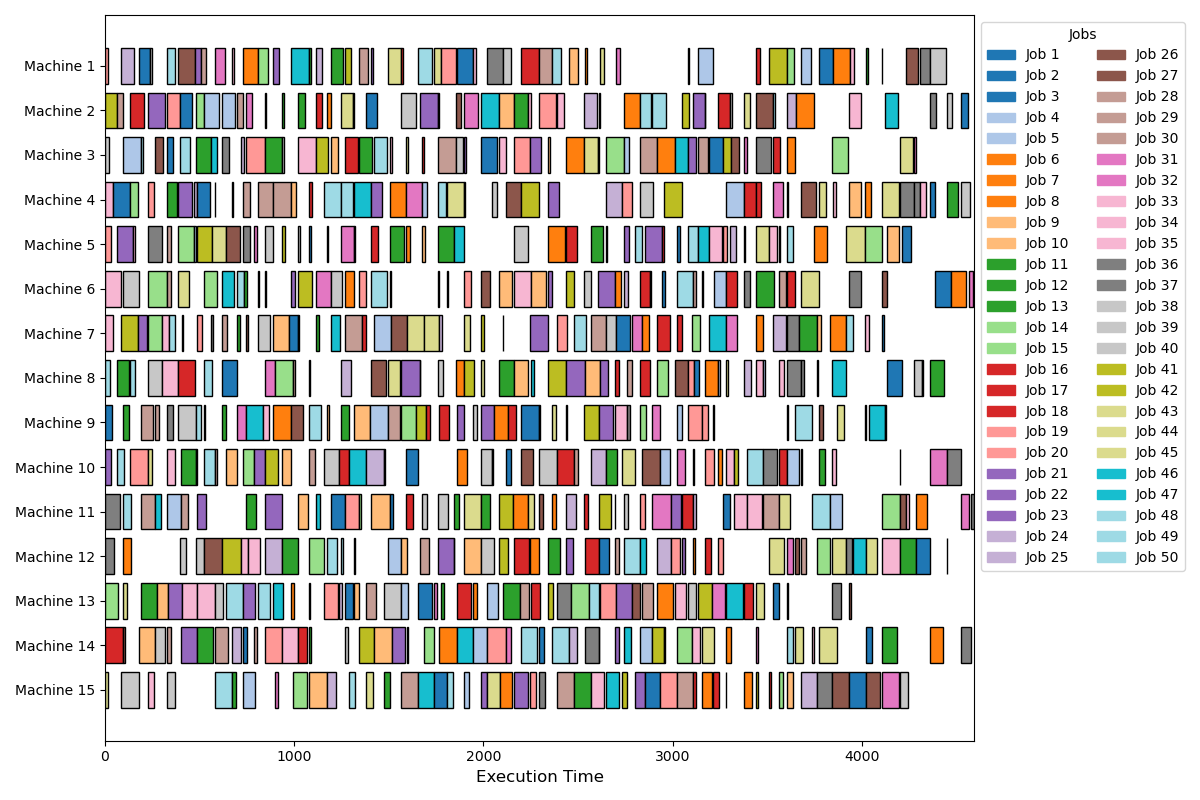 Machine 1
Machine 2
Machine 3
Machine 4
Machine 5
Machine 6
Machine 7
Machine 8
Machine 9
Machine 10
Machine 11
Machine 12
Machine 13
Machine 14
Machine 15
0 1000 2000 3000 4000
Execution Time
Jobs
Job 1
Job 2
Job 3
Job 4
Job 5
Job 6
Job 7
Job 8
Job 9
Job 10
Job 11
Job 12
Job 13
Job 14
Job 15
Job 16
Job 17
Job 18
Job 19
Job 20
Job 21
Job 22
Job 23
Job 24
Job 25
Job 26
Job 27
Job 28
Job 29
Job 30
Job 31
Job 32
Job 33
Job 34
Job 35
Job 36
Job 37
Job 38
Job 39
Job 40
Job 41
Job 42
Job 43
Job 44
Job 45
Job 46
Job 47
Job 48
Job 49
Job 50